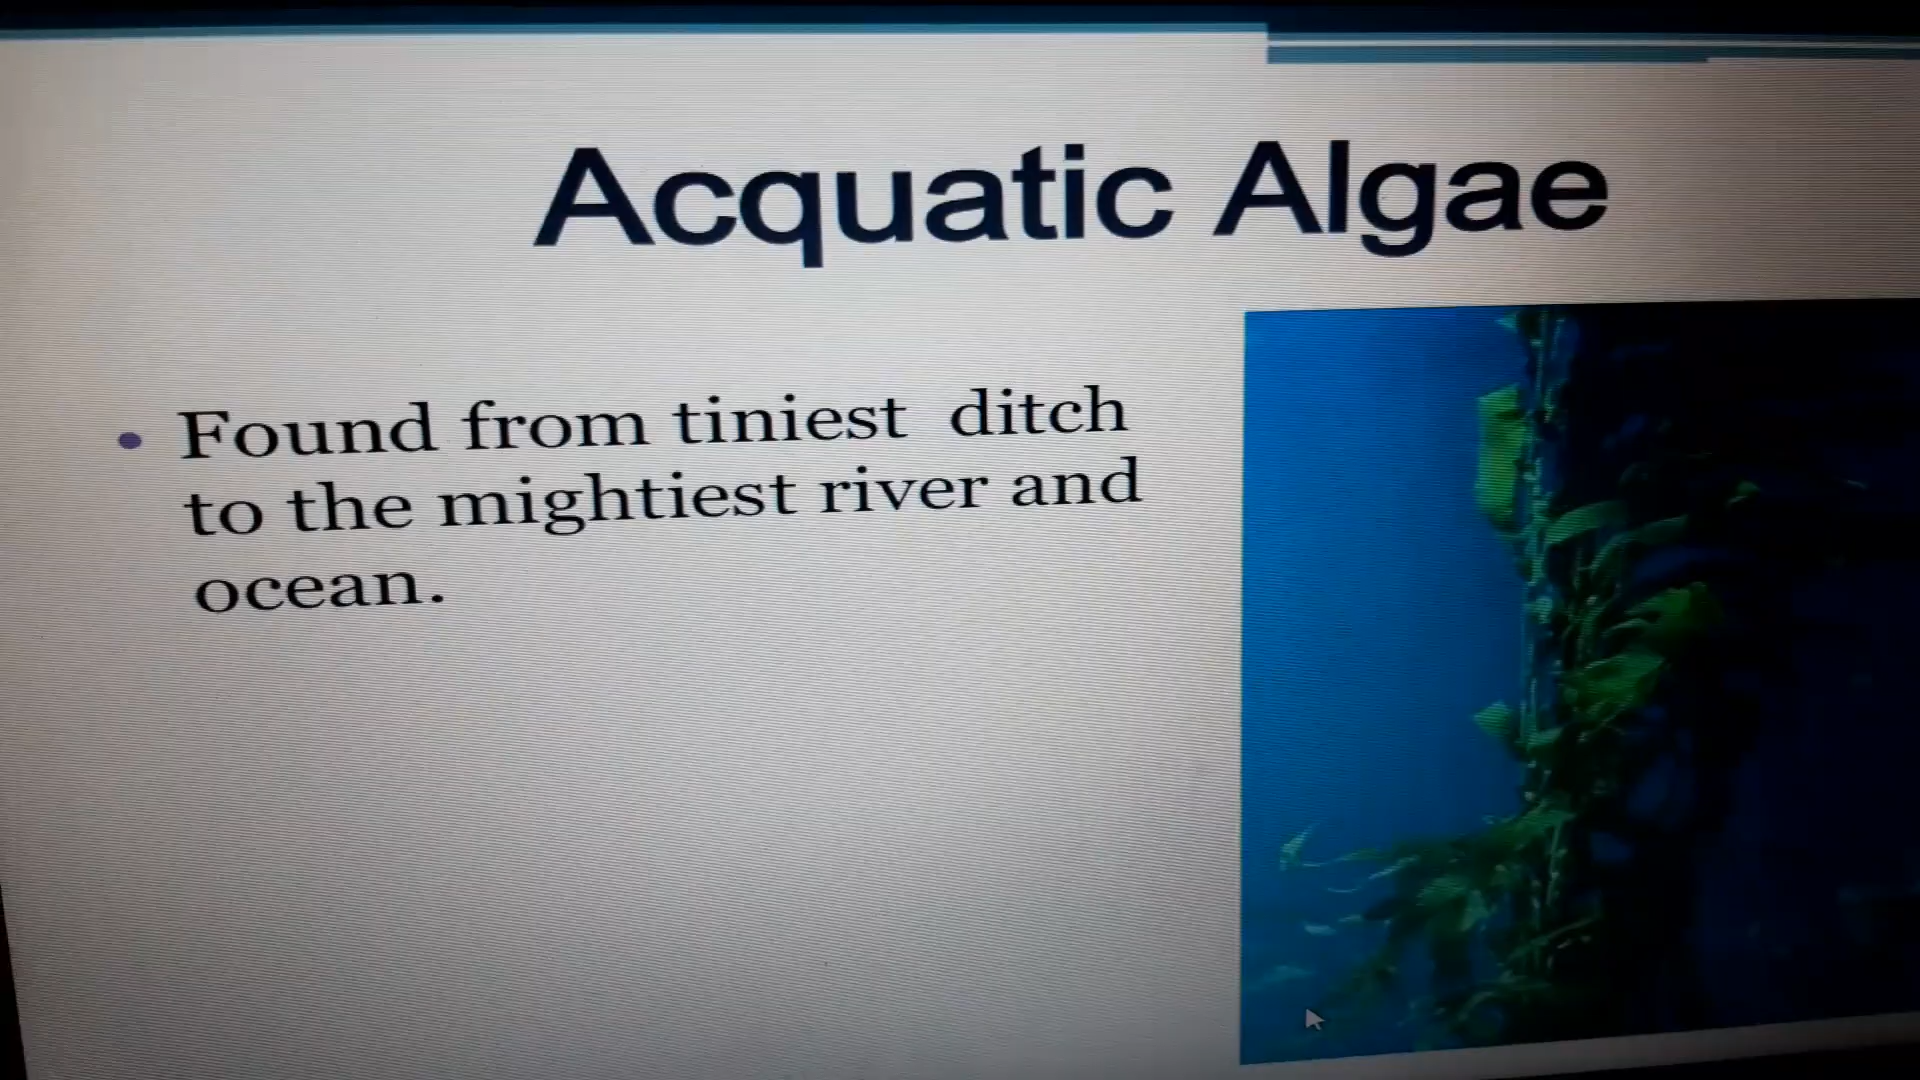 Acquatic Algae
• Found from tiniest ditch
to the mightiest river and
ocean.